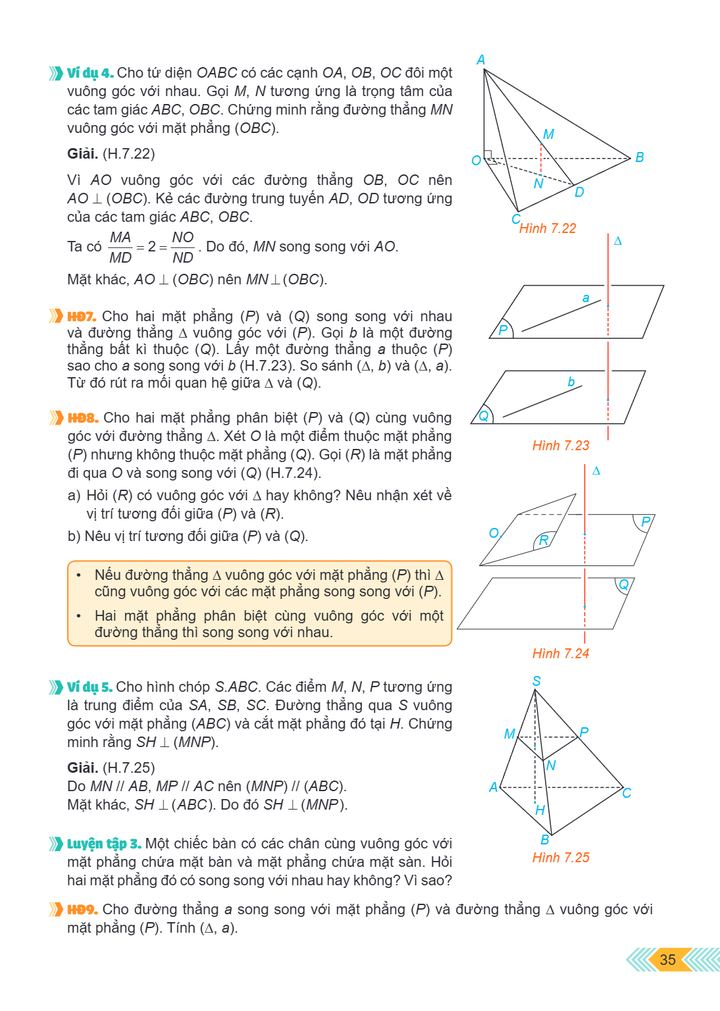 Ví dụ 4. Cho tứ diện OABC có các cạnh OA, OB, OC đôi một
vuông góc với nhau. Gọi M, N tương ứng là trọng tâm của
các tam giác ABC, OBC. Chứng minh rằng đường thẳng MN
vuông góc với mặt phẳng (OBC).
Giải. (H.7.22)
Vì AO vuông góc với các đường thẳng OB, OC nên
AO ⊥ (OBC). Kẻ các đường trung tuyến AD, OD tương ứng
của các tam giác ABC, OBC.
Ta có MA/MD = 2 = NO/ND. Do đó, MN song song với AO.
Mặt khác, AO ⊥ (OBC) nên MN ⊥ (OBC).
A
M
O
B
N
D
C
Hình 7.22
HĐ7. Cho hai mặt phẳng (P) và (Q) song song với nhau
và đường thẳng Δ vuông góc với (P). Gọi b là một đường
thẳng bất kì thuộc (Q). Lấy một đường thẳng a thuộc (P)
sao cho a song song với b (H.7.23). So sánh (Δ, b) và (Δ, a).
Từ đó rút ra mối quan hệ giữa Δ và (Q).
Δ
a
P
b
Q
Hình 7.23
HĐ8. Cho hai mặt phẳng phân biệt (P) và (Q) cùng vuông
góc với đường thẳng Δ. Xét O là một điểm thuộc mặt phẳng
(P) nhưng không thuộc mặt phẳng (Q). Gọi (R) là mặt phẳng
đi qua O và song song với (Q) (H.7.24).
a) Hỏi (R) có vuông góc với Δ hay không? Nêu nhận xét về
vị trí tương đối giữa (P) và (R).
b) Nêu vị trí tương đối giữa (P) và (Q).
Δ
P
O
R
Q
Hình 7.24
• Nếu đường thẳng Δ vuông góc với mặt phẳng (P) thì Δ
cũng vuông góc với các mặt phẳng song song với (P).
• Hai mặt phẳng phân biệt cùng vuông góc với một
đường thẳng thì song song với nhau.
Ví dụ 5. Cho hình chóp S.ABC. Các điểm M, N, P tương ứng
là trung điểm của SA, SB, SC. Đường thẳng qua S vuông
góc với mặt phẳng (ABC) và cắt mặt phẳng đó tại H. Chứng
minh rằng SH ⊥ (MNP).
Giải. (H.7.25)
Do MN // AB, MP // AC nên (MNP) // (ABC).
Mặt khác, SH ⊥ (ABC). Do đó SH ⊥ (MNP).
S
M
P
N
A
C
H
B
Hình 7.25
Luyện tập 3. Một chiếc bàn có các chân cùng vuông góc với
mặt phẳng chứa mặt bàn và mặt phẳng chứa mặt sàn. Hỏi
hai mặt phẳng đó có song song với nhau hay không? Vì sao?
HĐ9. Cho đường thẳng a song song với mặt phẳng (P) và đường thẳng Δ vuông góc với
mặt phẳng (P). Tính (Δ, a).
35